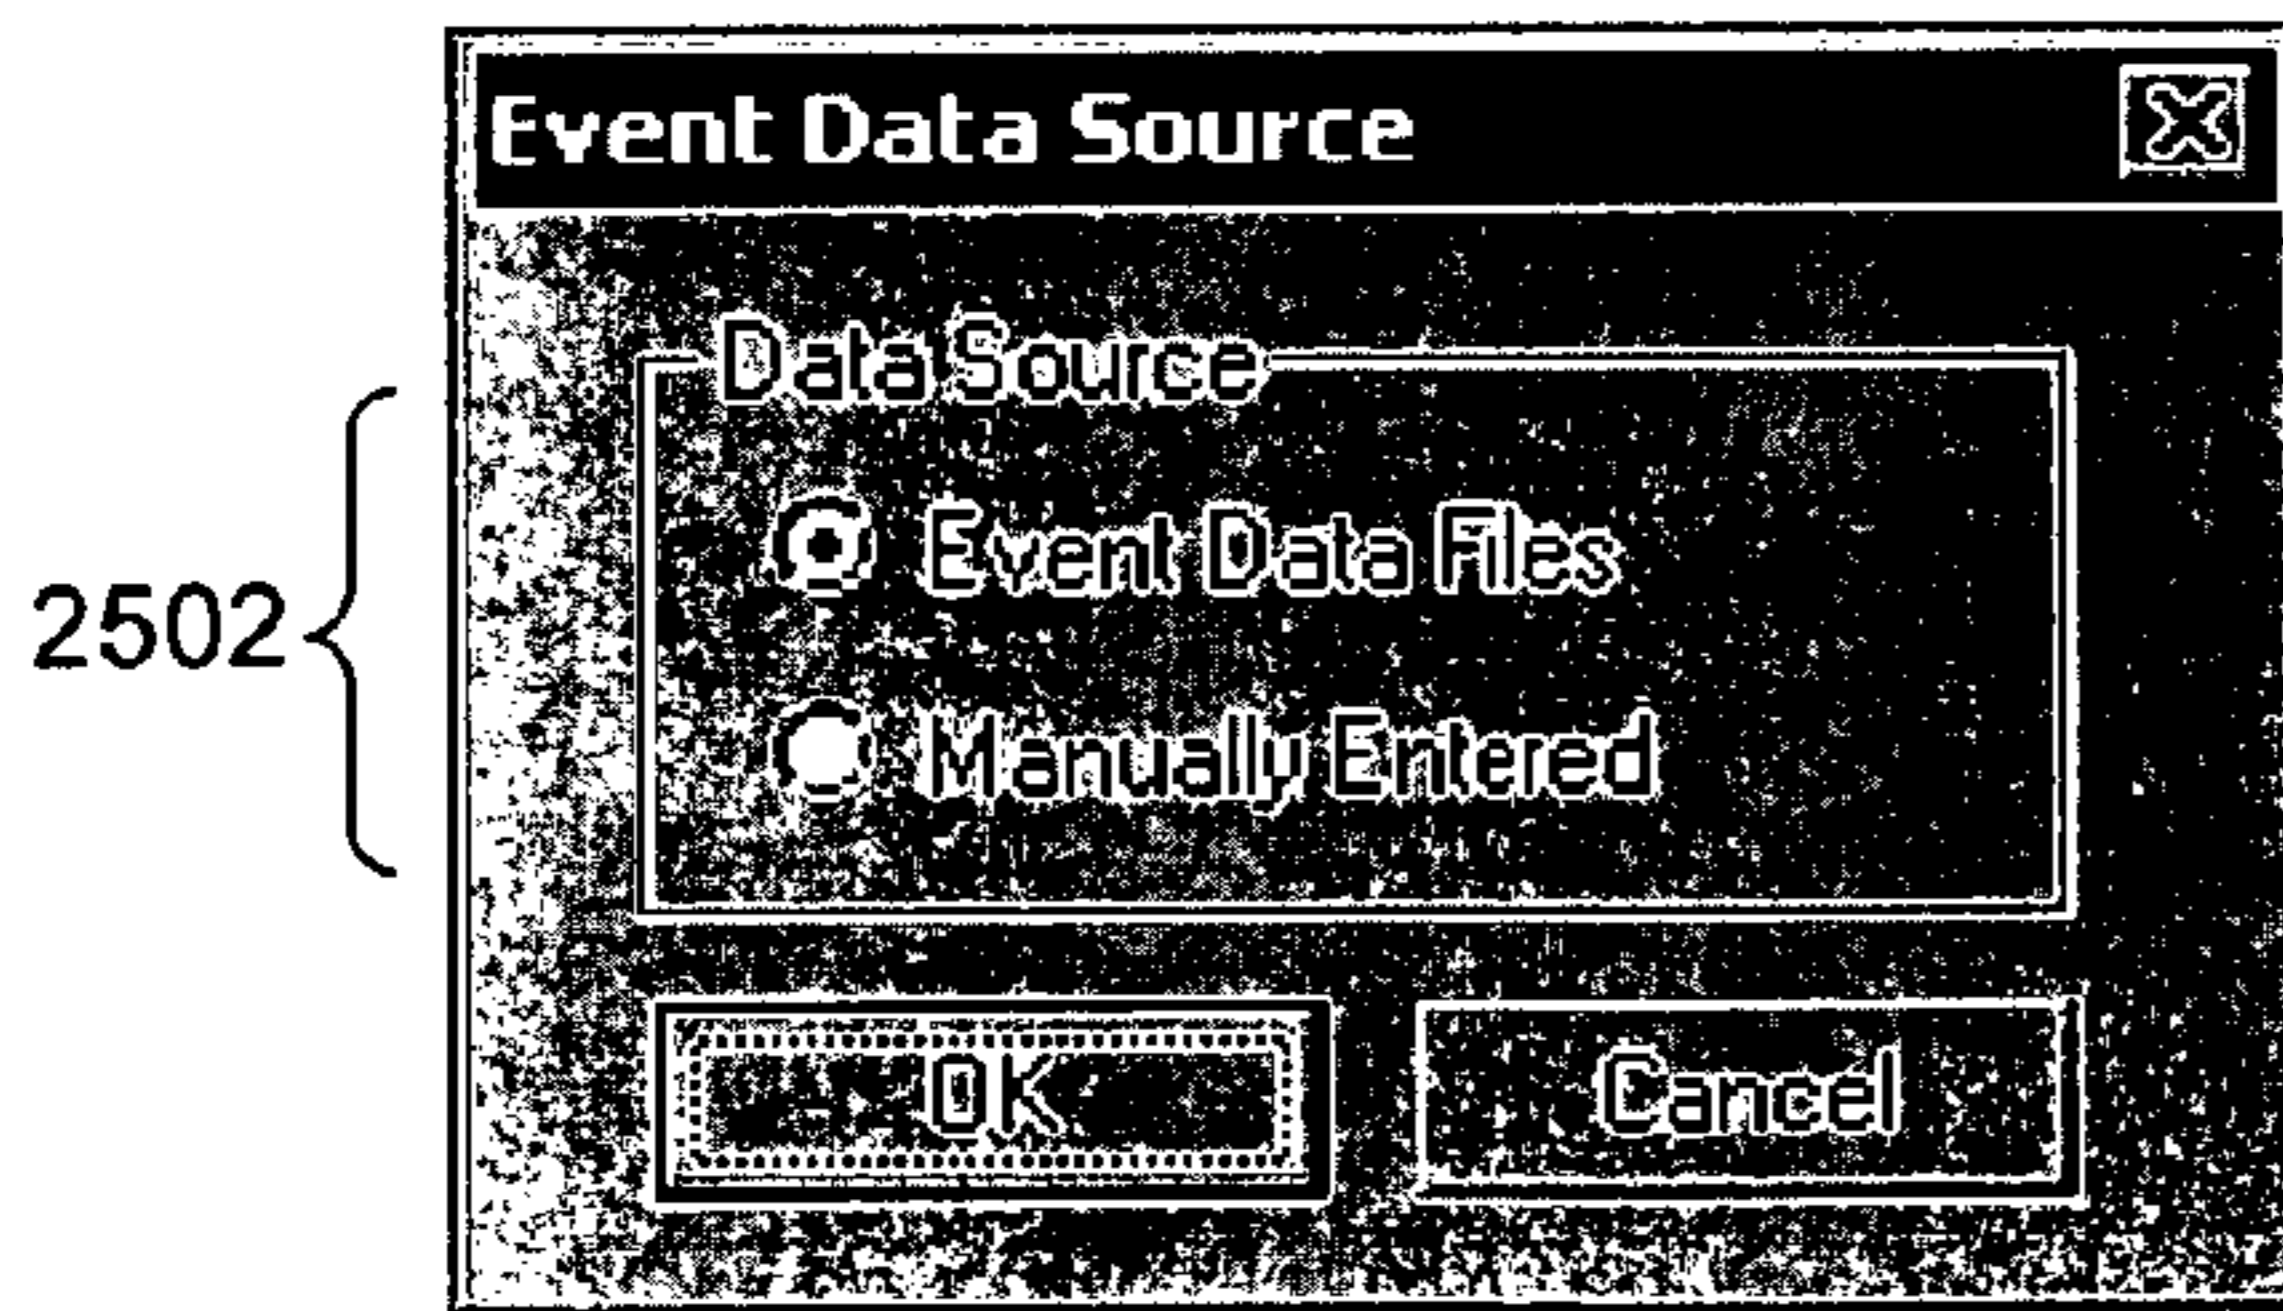 Event Data Source
Data Source
Event Data Files
2502
Manually Entered
OK Cancel